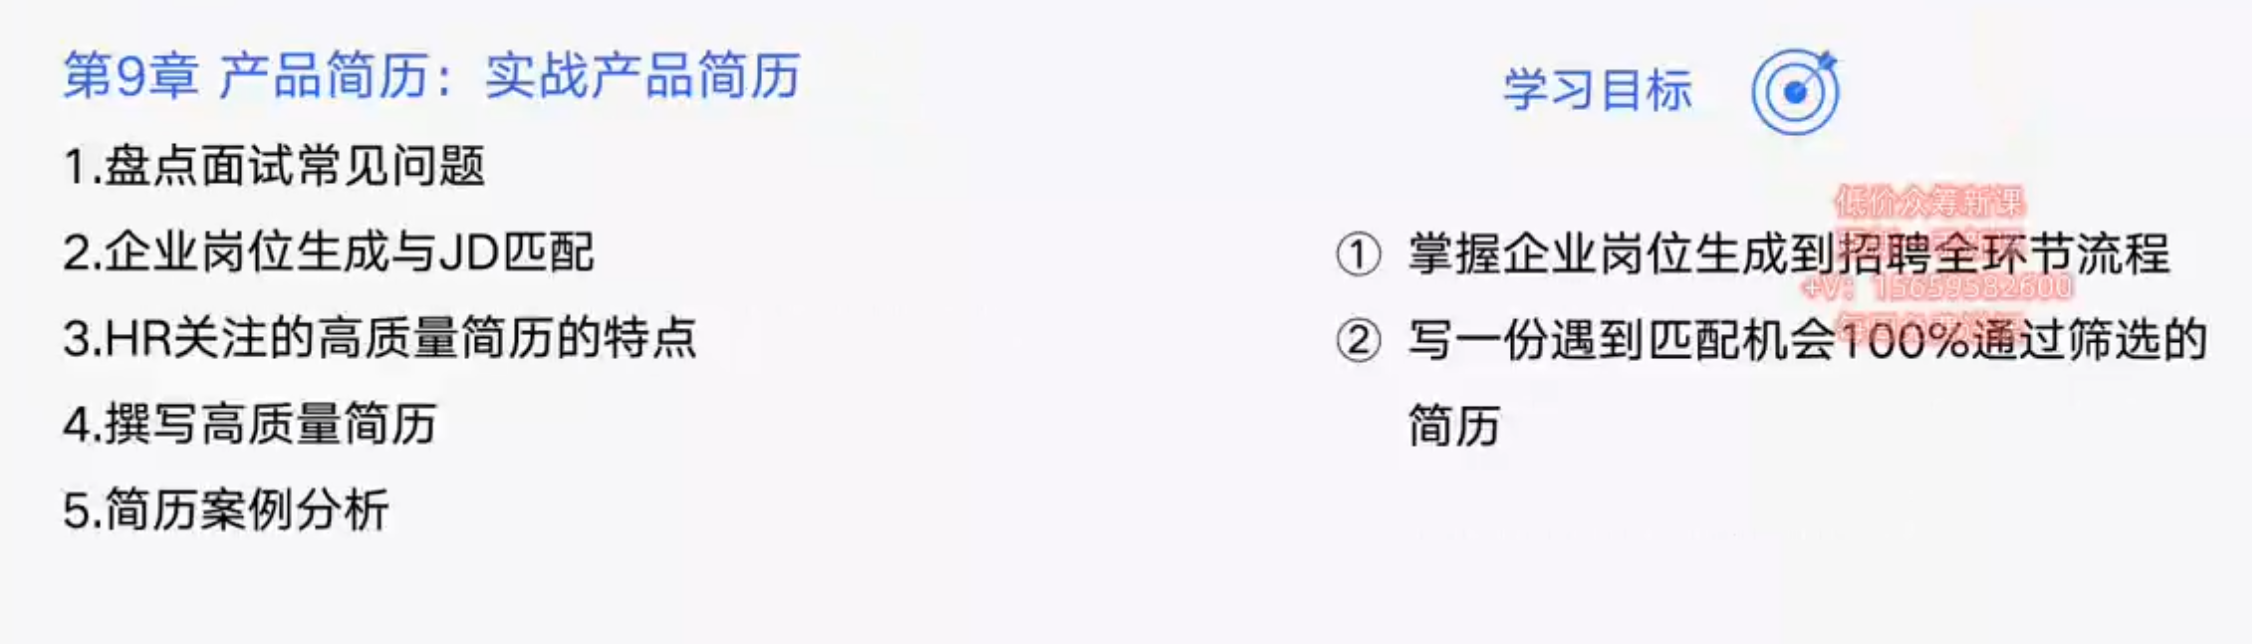 第9章 产品简历：实战产品简历
1.盘点面试常见问题
2.企业岗位生成与JD匹配
3.HR关注的高质量简历的特点
4.撰写高质量简历
5.简历案例分析
学习目标
低价众筹新课
① 掌握企业岗位生成到招聘全环节流程
+V：15659582600
② 写一份遇到匹配机会100%通过筛选的
简历